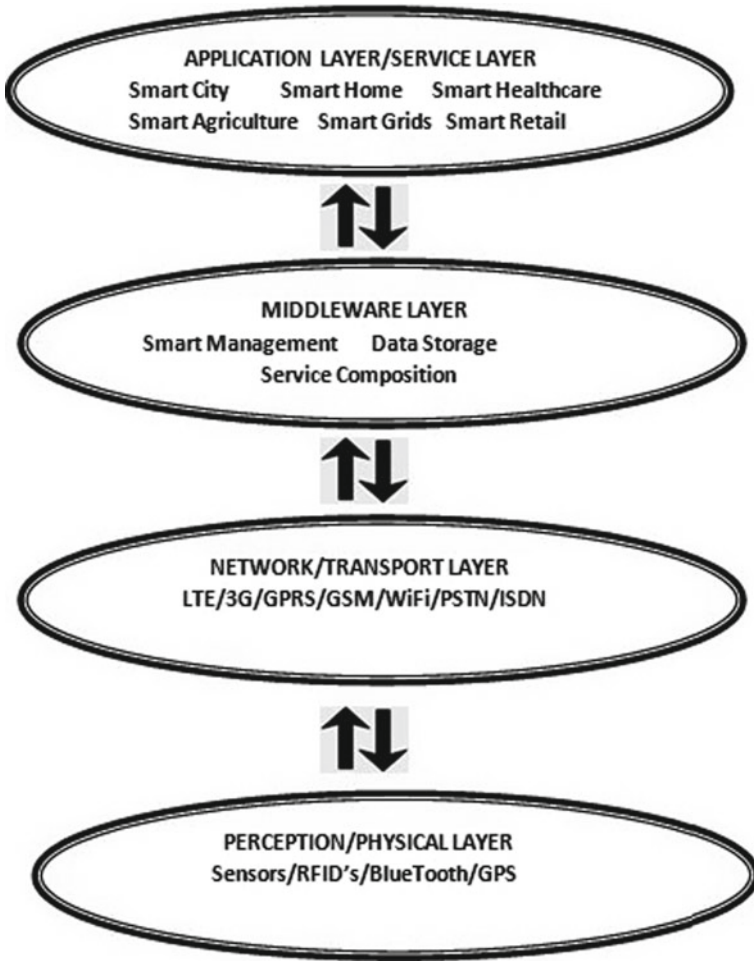 APPLICATION LAYER/SERVICE LAYER
Smart City Smart Home Smart Healthcare
Smart Agriculture Smart Grids Smart Retail
MIDDLEWARE LAYER
Smart Management Data Storage
Service Composition
NETWORK/TRANSPORT LAYER
LTE/3G/GPRS/GSM/WiFi/PSTN/ISDN
PERCEPTION/PHYSICAL LAYER
Sensors/RFID's/BlueTooth/GPS